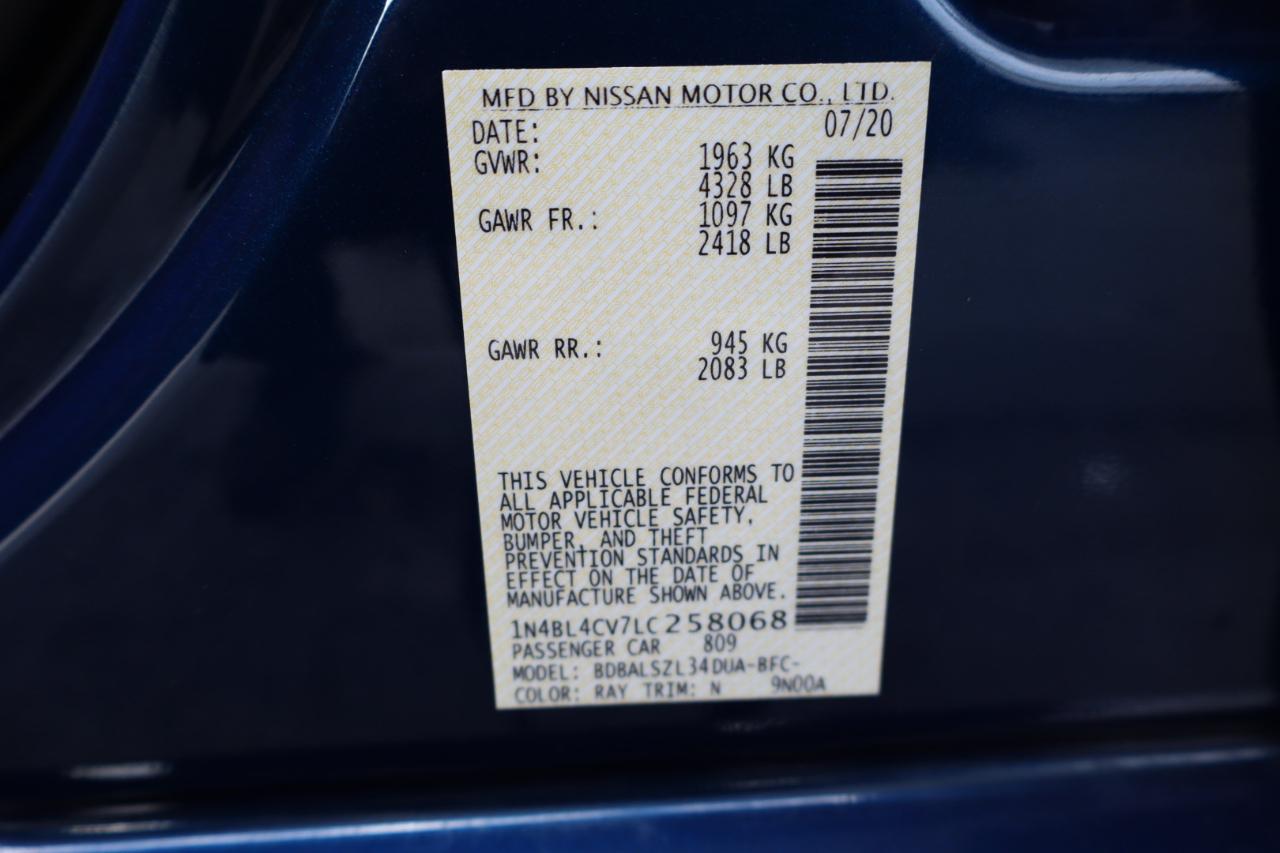 MFD BY NISSAN MOTOR CO., LTD.
DATE: 07/20
GVWR: 1963 KG
4328 LB
GAWR FR.: 1097 KG
2418 LB
GAWR RR.: 945 KG
2083 LB
THIS VEHICLE CONFORMS TO
ALL APPLICABLE FEDERAL
MOTOR VEHICLE SAFETY,
BUMPER, AND THEFT
PREVENTION STANDARDS IN
EFFECT ON THE DATE OF
MANUFACTURE SHOWN ABOVE.
1N4BL4CV7LC258068
PASSENGER CAR 809
MODEL: BDBALSZL34DUA-BFC-
COLOR: RAY TRIM: N 9N00A